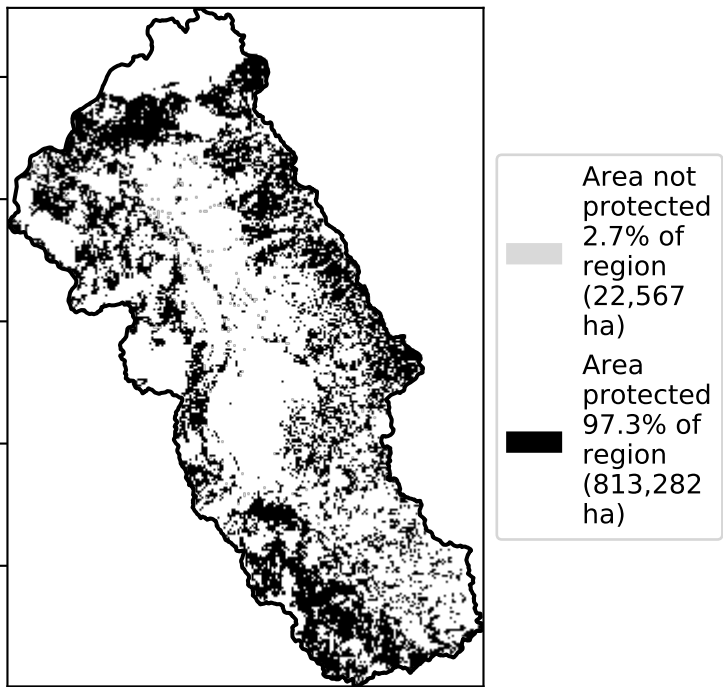 Area not
protected
2.7% of
region
(22,567
ha)
Area
protected
97.3% of
region
(813,282
ha)